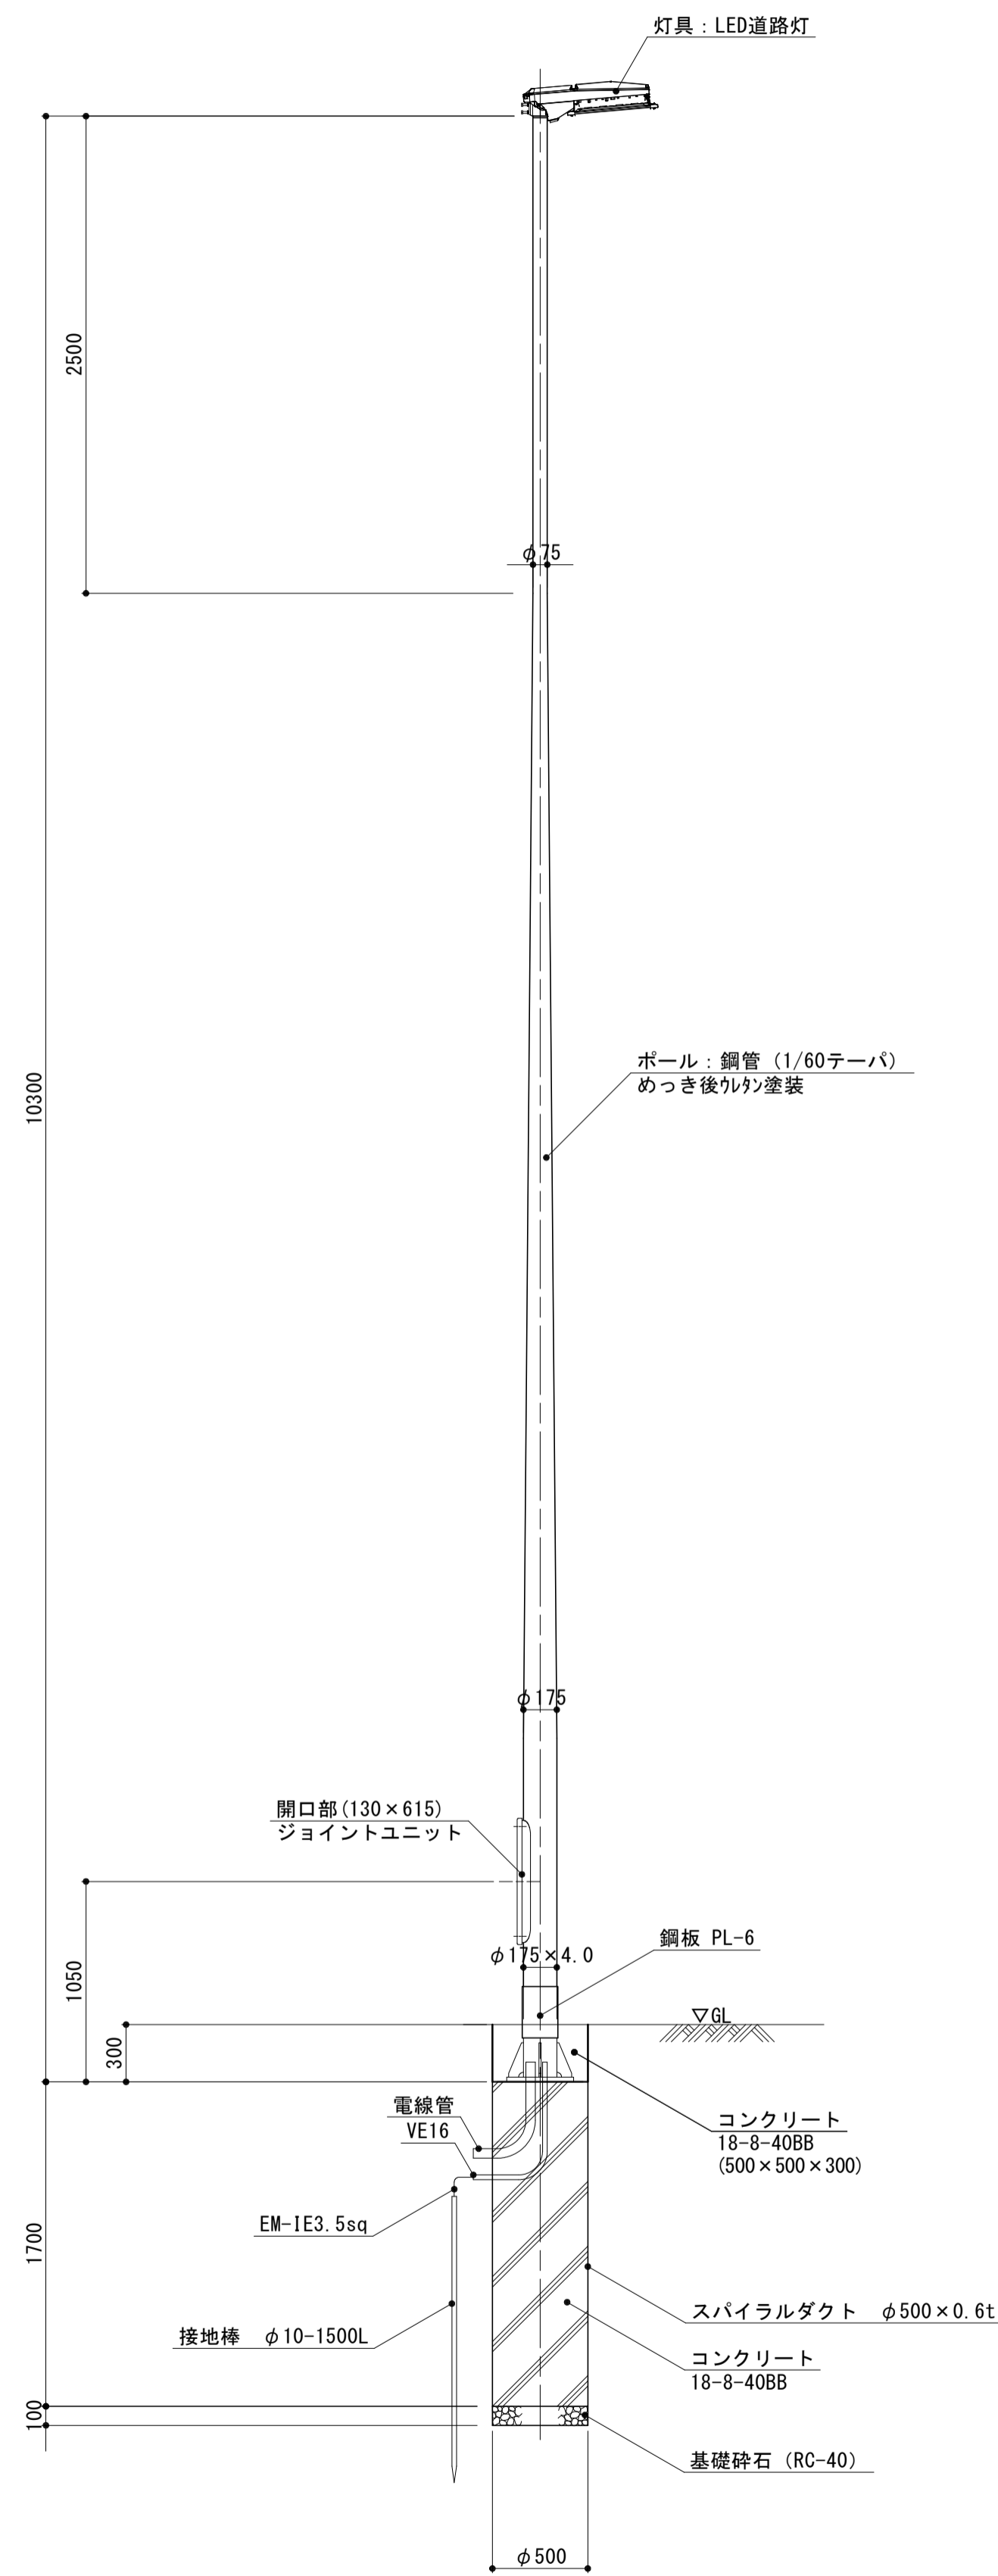 灯具：LED道路灯
2500
φ75
10300
ポール：鋼管（1/60テーパ）
めっき後ｳﾚﾀﾝ塗装
φ175
開口部(130×615)
ジョイントユニット
鋼板 PL-6
φ175×4.0
1050
▽GL
300
電線管
VE16
コンクリート
18-8-40BB
(500×500×300)
EM-IE3.5sq
1700
スパイラルダクト　φ500×0.6t
接地棒　φ10-1500L
コンクリート
18-8-40BB
100
基礎砕石（RC-40）
φ500